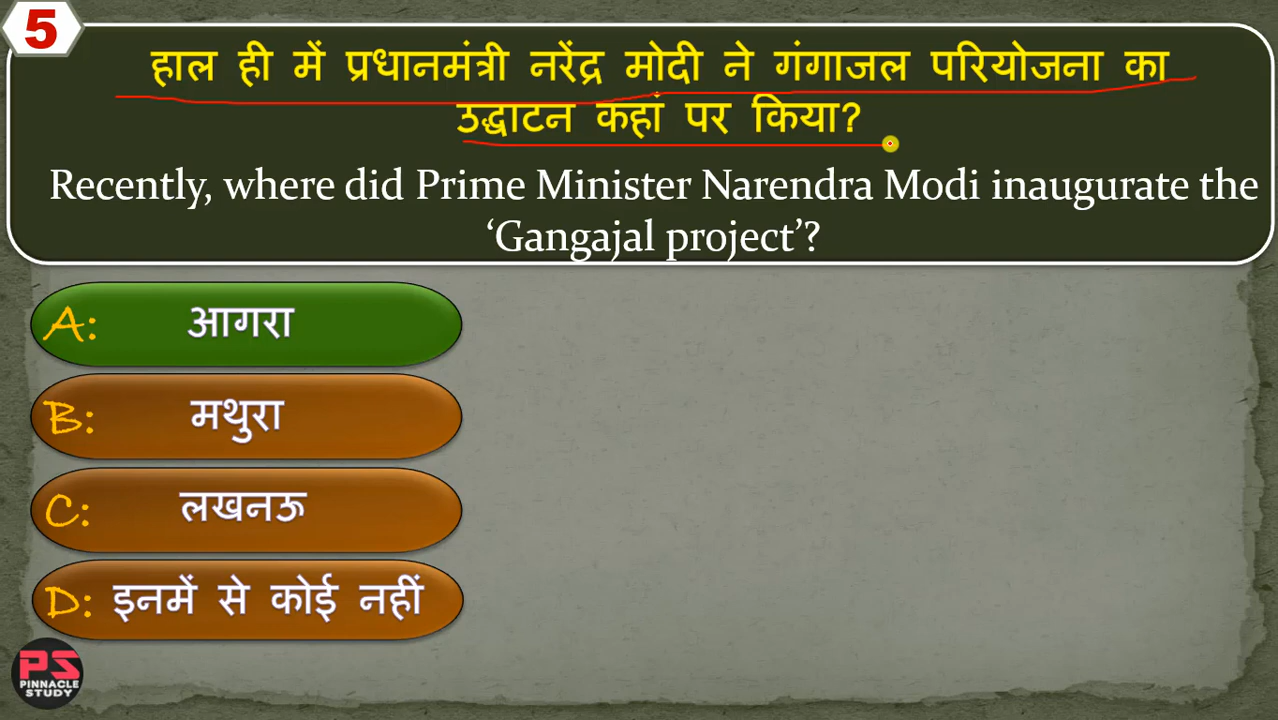 5
हाल ही में प्रधानमंत्री नरेंद्र मोदी ने गंगाजल परियोजना का
उद्घाटन कहां पर किया?
Recently, where did Prime Minister Narendra Modi inaugurate the
‘Gangajal project’?
A: आगरा
B: मथुरा
C: लखनऊ
D: इनमें से कोई नहीं
PS
PINNACLE
STUDY